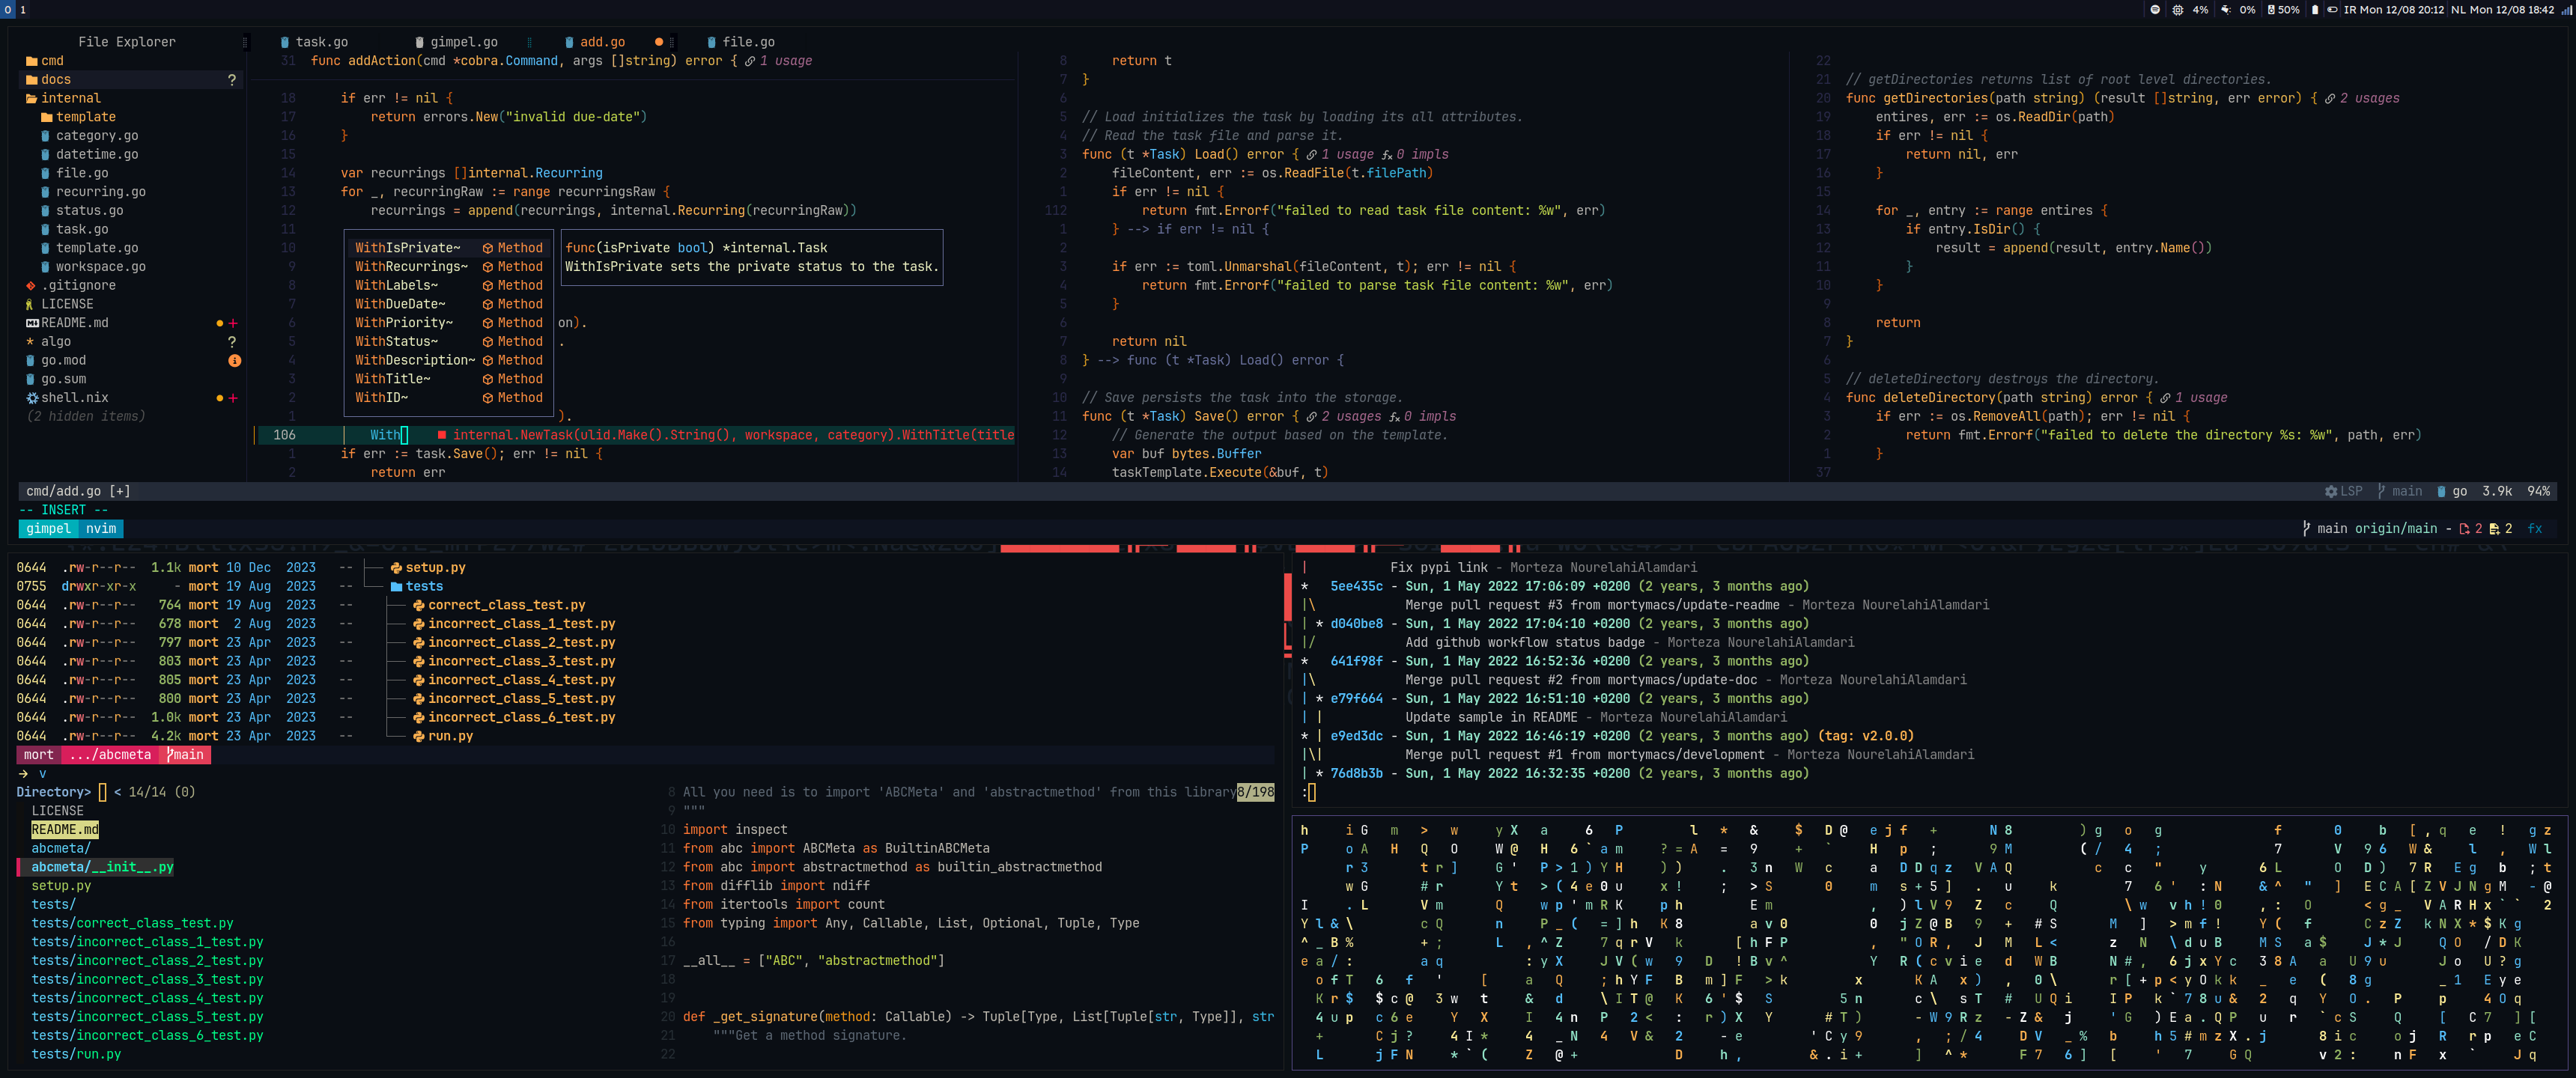 0 1
4% 0% 50% IR Mon 12/08 20:12 NL Mon 12/08 18:42
File Explorer
cmd
docs ?
internal
template
category.go
datetime.go
file.go
recurring.go
status.go
task.go
template.go
workspace.go
.gitignore
LICENSE
README.md
algo ?
go.mod
go.sum
shell.nix
(2 hidden items)
task.go gimpel.go add.go file.go
31 func addAction(cmd *cobra.Command, args []string) error { 1 usage
18 if err != nil {
17 return errors.New("invalid due-date")
16 }
15
14 var recurrings []internal.Recurring
13 for _, recurringRaw := range recurringsRaw {
12 recurrings = append(recurrings, internal.Recurring(recurringRaw))
11
10 WithIsPrivate~ Method func(isPrivate bool) *internal.Task
9 WithRecurrings~ Method WithIsPrivate sets the private status to the task.
8 WithLabels~ Method
7 WithDueDate~ Method
6 WithPriority~ Method on).
5 WithStatus~ Method .
4 WithDescription~ Method
3 WithTitle~ Method
2 WithID~ Method
1 ).
106 With internal.NewTask(ulid.Make().String(), workspace, category).WithTitle(title
1 if err := task.Save(); err != nil {
2 return err
8 return t
7 }
6
5 // Load initializes the task by loading its all attributes.
4 // Read the task file and parse it.
3 func (t *Task) Load() error { 1 usage 0 impls
2 fileContent, err := os.ReadFile(t.filePath)
1 if err != nil {
112 return fmt.Errorf("failed to read task file content: %w", err)
1 } --> if err != nil {
2
3 if err := toml.Unmarshal(fileContent, t); err != nil {
4 return fmt.Errorf("failed to parse task file content: %w", err)
5 }
6
7 return nil
8 } --> func (t *Task) Load() error {
9
10 // Save persists the task into the storage.
11 func (t *Task) Save() error { 2 usages 0 impls
12 // Generate the output based on the template.
13 var buf bytes.Buffer
14 taskTemplate.Execute(&buf, t)
22
21 // getDirectories returns list of root level directories.
20 func getDirectories(path string) (result []string, err error) { 2 usages
19 entires, err := os.ReadDir(path)
18 if err != nil {
17 return nil, err
16 }
15
14 for _, entry := range entires {
13 if entry.IsDir() {
12 result = append(result, entry.Name())
11 }
10 }
9
8 return
7 }
6
5 // deleteDirectory destroys the directory.
4 func deleteDirectory(path string) error { 1 usage
3 if err := os.RemoveAll(path); err != nil {
2 return fmt.Errorf("failed to delete the directory %s: %w", path, err)
1 }
37
cmd/add.go [+] LSP main go 3.9k 94%
-- INSERT --
gimpel nvim main origin/main - 2 2 fx
0644 .rw-r--r-- 1.1k mort 10 Dec 2023 -- setup.py
0755 drwxr-xr-x - mort 19 Aug 2023 -- tests
0644 .rw-r--r-- 764 mort 19 Aug 2023 -- correct_class_test.py
0644 .rw-r--r-- 678 mort 2 Aug 2023 -- incorrect_class_1_test.py
0644 .rw-r--r-- 797 mort 23 Apr 2023 -- incorrect_class_2_test.py
0644 .rw-r--r-- 803 mort 23 Apr 2023 -- incorrect_class_3_test.py
0644 .rw-r--r-- 805 mort 23 Apr 2023 -- incorrect_class_4_test.py
0644 .rw-r--r-- 800 mort 23 Apr 2023 -- incorrect_class_5_test.py
0644 .rw-r--r-- 1.0k mort 23 Apr 2023 -- incorrect_class_6_test.py
0644 .rw-r--r-- 4.2k mort 23 Apr 2023 -- run.py
mort .../abcmeta main
→ v
Directory> < 14/14 (0)
LICENSE
README.md
abcmeta/
abcmeta/__init__.py
setup.py
tests/
tests/correct_class_test.py
tests/incorrect_class_1_test.py
tests/incorrect_class_2_test.py
tests/incorrect_class_3_test.py
tests/incorrect_class_4_test.py
tests/incorrect_class_5_test.py
tests/incorrect_class_6_test.py
tests/run.py
8 All you need is to import 'ABCMeta' and 'abstractmethod' from this library 8/198
9 """
10 import inspect
11 from abc import ABCMeta as BuiltinABCMeta
12 from abc import abstractmethod as builtin_abstractmethod
13 from difflib import ndiff
14 from itertools import count
15 from typing import Any, Callable, List, Optional, Tuple, Type
16
17 __all__ = ["ABC", "abstractmethod"]
18
19
20 def _get_signature(method: Callable) -> Tuple[Type, List[Tuple[str, Type]], str
21 """Get a method signature.
22
| Fix pypi link - Morteza NourelahiAlamdari
* 5ee435c - Sun, 1 May 2022 17:06:09 +0200 (2 years, 3 months ago)
|\ Merge pull request #3 from mortymacs/update-readme - Morteza NourelahiAlamdari
| * d040be8 - Sun, 1 May 2022 17:04:10 +0200 (2 years, 3 months ago)
|/ Add github workflow status badge - Morteza NourelahiAlamdari
* 641f98f - Sun, 1 May 2022 16:52:36 +0200 (2 years, 3 months ago)
|\ Merge pull request #2 from mortymacs/update-doc - Morteza NourelahiAlamdari
| * e79f664 - Sun, 1 May 2022 16:51:10 +0200 (2 years, 3 months ago)
| | Update sample in README - Morteza NourelahiAlamdari
* | e9ed3dc - Sun, 1 May 2022 16:46:19 +0200 (2 years, 3 months ago) (tag: v2.0.0)
|\| Merge pull request #1 from mortymacs/development - Morteza NourelahiAlamdari
| * 76d8b3b - Sun, 1 May 2022 16:32:35 +0200 (2 years, 3 months ago)
: